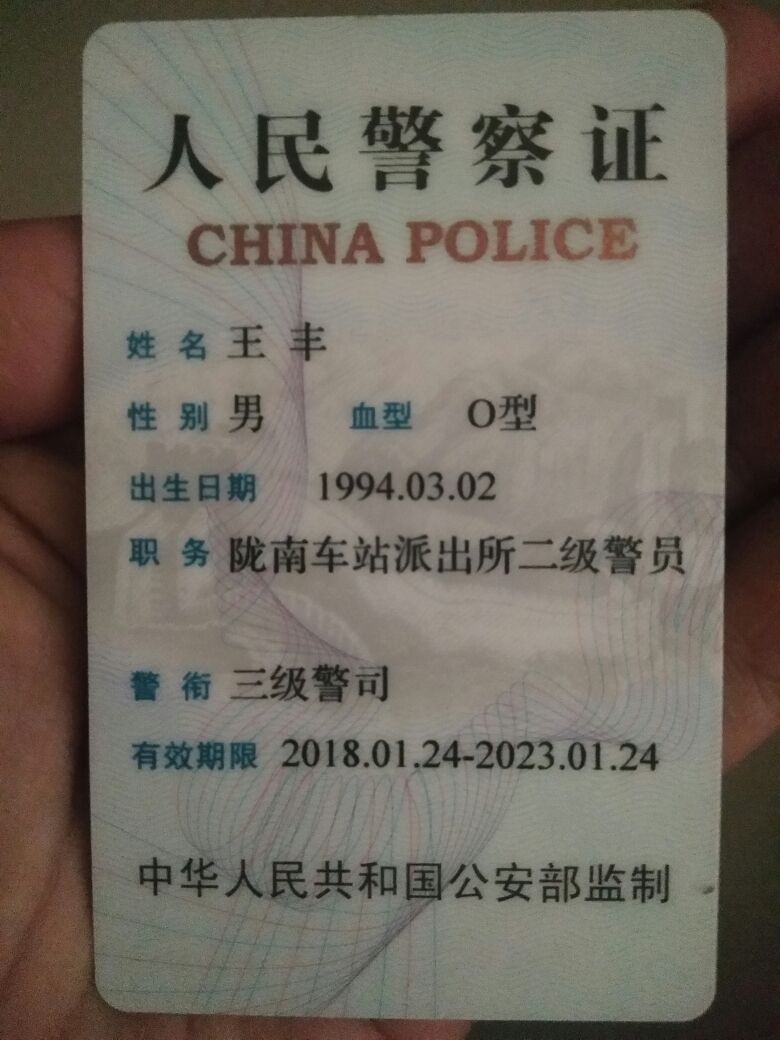 人民警察证
CHINA POLICE
姓名 王丰
性别 男 血型 O型
出生日期 1994.03.02
职务 陇南车站派出所二级警员
警衔 三级警司
有效期限 2018.01.24-2023.01.24
中华人民共和国公安部监制